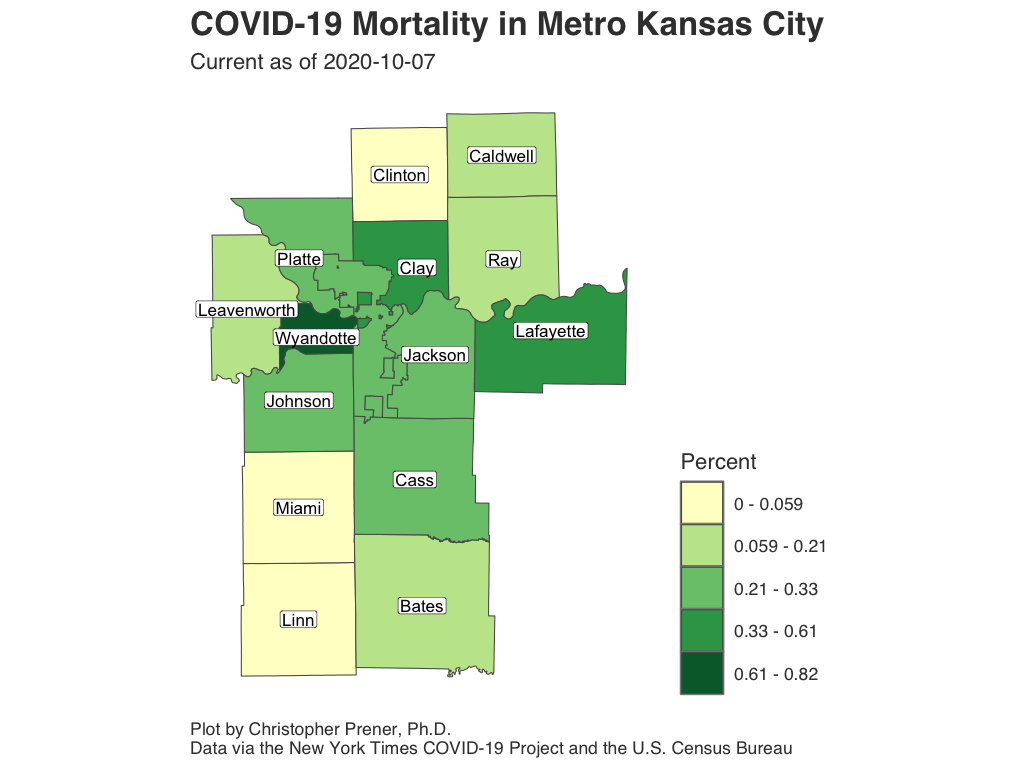 COVID-19 Mortality in Metro Kansas City
Current as of 2020-10-07
Caldwell
Clinton
Platte
Clay
Ray
Leavenworth
Lafayette
Wyandotte
Jackson
Johnson
Cass
Miami
Bates
Linn
Percent
0 - 0.059
0.059 - 0.21
0.21 - 0.33
0.33 - 0.61
0.61 - 0.82
Plot by Christopher Prener, Ph.D.
Data via the New York Times COVID-19 Project and the U.S. Census Bureau